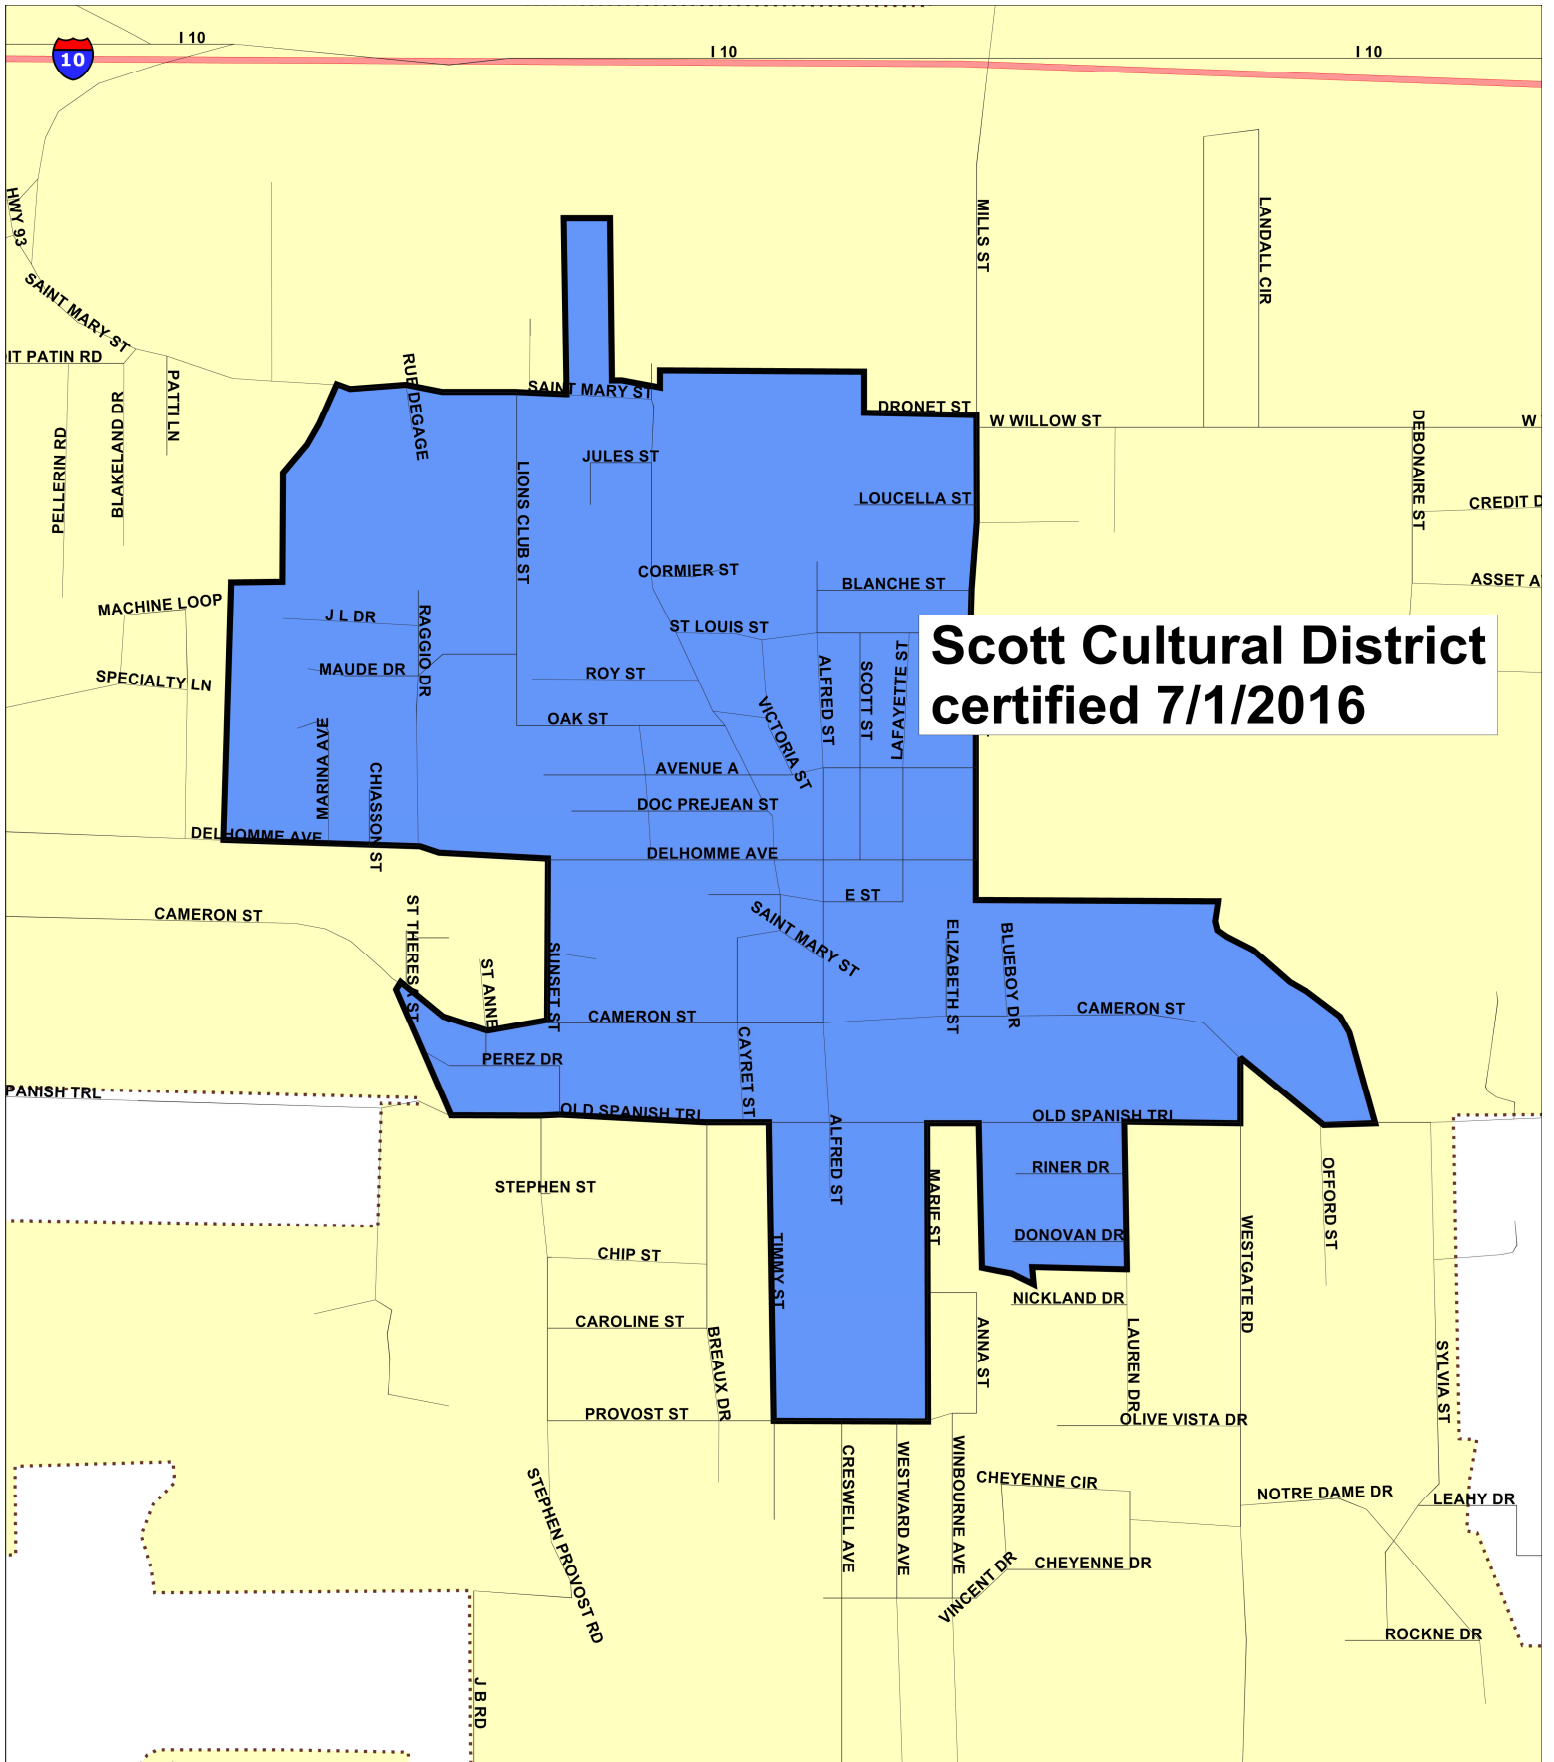 I 10
I 10
I 10
10
HWY 93
MILLS ST
LANDALL CIR
SAINT MARY ST
IT PATIN RD
PATTI LN
RUE DEGAGE
SAINT MARY ST
DRONET ST
W WILLOW ST
W
BLAKELAND DR
PELLERIN RD
DEBONAIRE ST
JULES ST
LIONS CLUB ST
LOUCELLA ST
CREDIT D
CORMIER ST
BLANCHE ST
ASSET A
MACHINE LOOP
J L DR
RAGGIO DR
ST LOUIS ST
Scott Cultural District
certified 7/1/2016
SPECIALTY LN
MAUDE DR
ROY ST
ALFRED ST
SCOTT ST
LAFAYETTE ST
VICTORIA ST
OAK ST
MARINA AVE
CHIASSON ST
AVENUE A
DOC PREJEAN ST
DELHOMME AVE
DELHOMME AVE
E ST
CAMERON ST
ST THERESA ST
ST ANNE
SUNSET ST
SAINT MARY ST
ELIZABETH ST
BLUEBOY DR
CAMERON ST
CAMERON ST
PEREZ DR
CAYRET ST
PANISH TRL
OLD SPANISH TRL
OLD SPANISH TRL
ALFRED ST
RINER DR
MARIE ST
OFFORD ST
STEPHEN ST
DONOVAN DR
WESTGATE RD
CHIP ST
TIMMY ST
NICKLAND DR
CAROLINE ST
BREAUX DR
ANNA ST
LAUREN DR
SYLVIA ST
PROVOST ST
OLIVE VISTA DR
STEPHEN PROVOST RD
CRESWELL AVE
WESTWARD AVE
WINBOURNE AVE
CHEYENNE CIR
NOTRE DAME DR
LEAHY DR
CHEYENNE DR
VINCENT DR
ROCKNE DR
J B RD